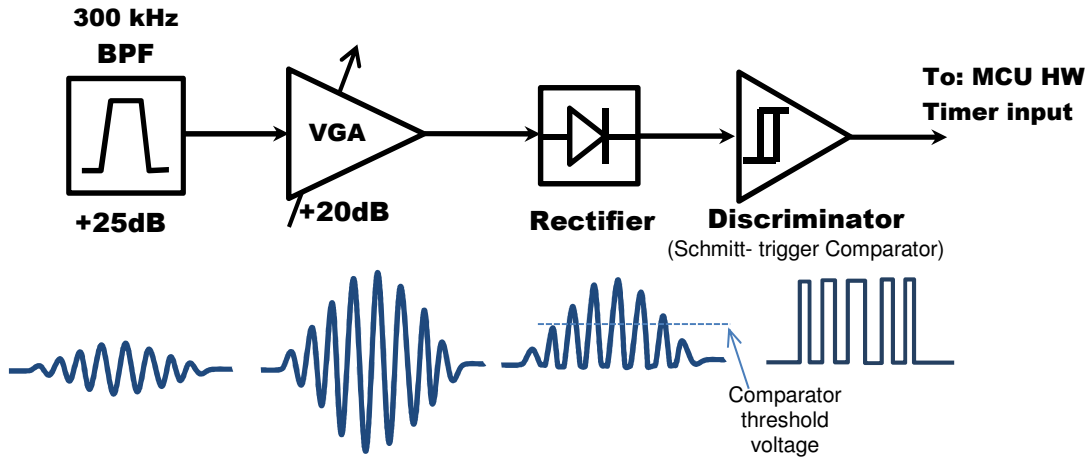 300 kHz
BPF
VGA
To: MCU HW
Timer input
+25dB
+20dB
Rectifier
Discriminator
(Schmitt- trigger Comparator)
Comparator
threshold
voltage